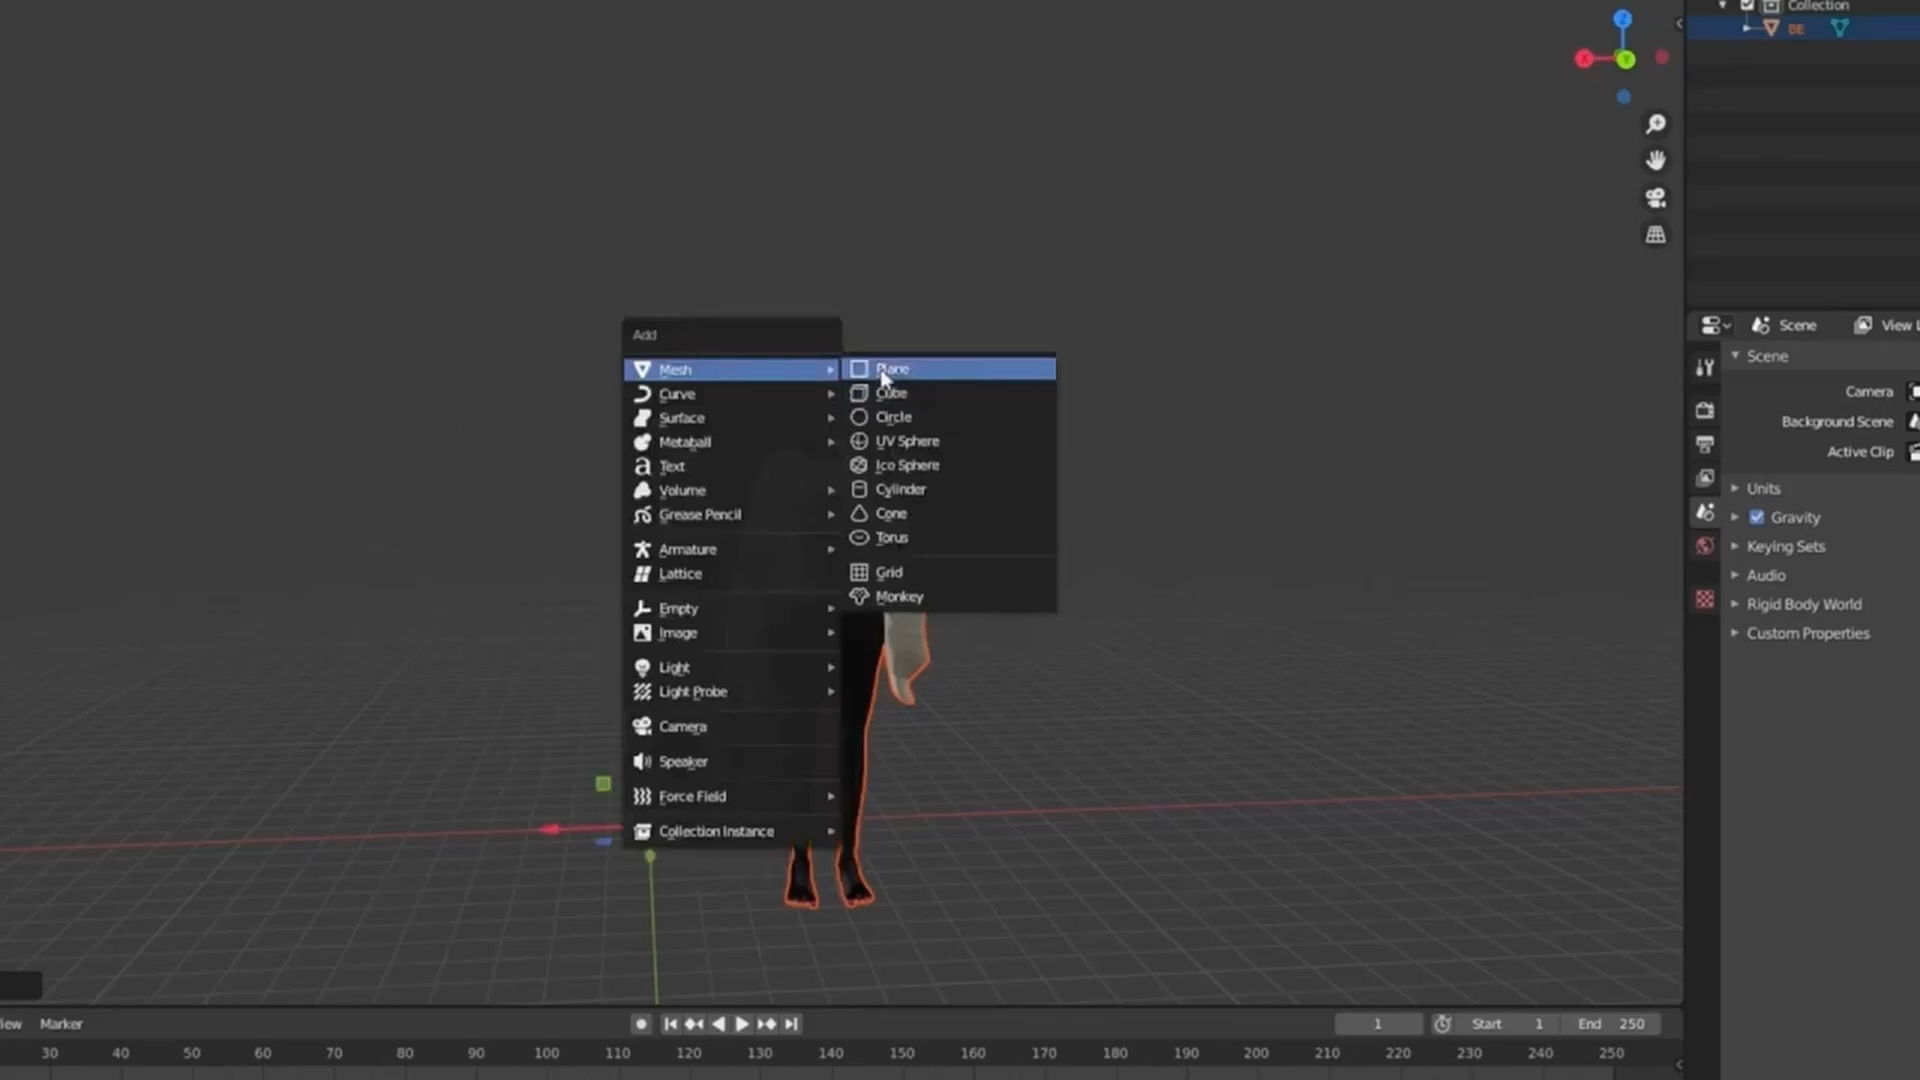 Collection
BE
Z
X
Y
Add
Mesh
Curve
Surface
Metaball
Text
Volume
Grease Pencil
Armature
Lattice
Empty
Image
Light
Light Probe
Camera
Speaker
Force Field
Collection Instance
Plane
Cube
Circle
UV Sphere
Ico Sphere
Cylinder
Cone
Torus
Grid
Monkey
Scene
View L
Scene
Camera
Background Scene
Active Clip
Units
Gravity
Keying Sets
Audio
Rigid Body World
Custom Properties
iew Marker
1
Start 1
End 250
30 40 50 60 70 80 90 100 110 120 130 140 150 160 170 180 190 200 210 220 230 240 250